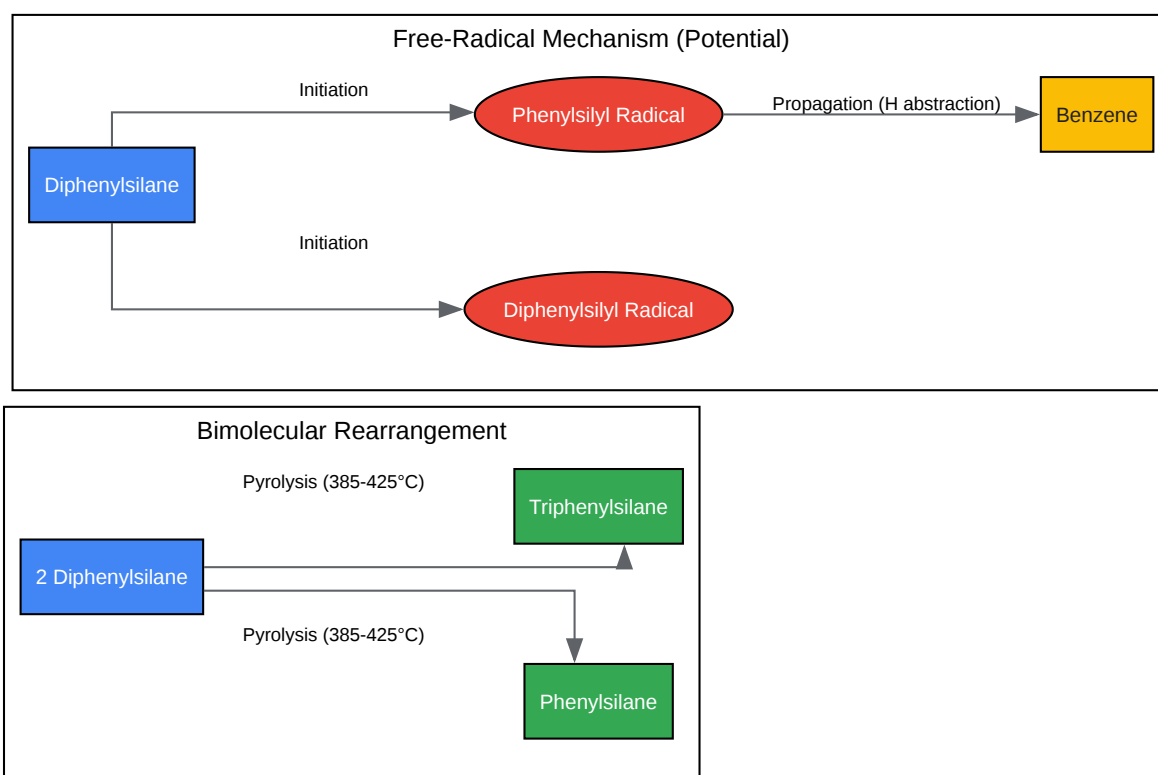 Free-Radical Mechanism (Potential)
Initiation
Phenylsilyl Radical
Propagation (H abstraction)
Benzene
Diphenylsilane
Initiation
Diphenylsilyl Radical
Bimolecular Rearrangement
Pyrolysis (385-425°C)
Triphenylsilane
2 Diphenylsilane
Pyrolysis (385-425°C)
Phenylsilane